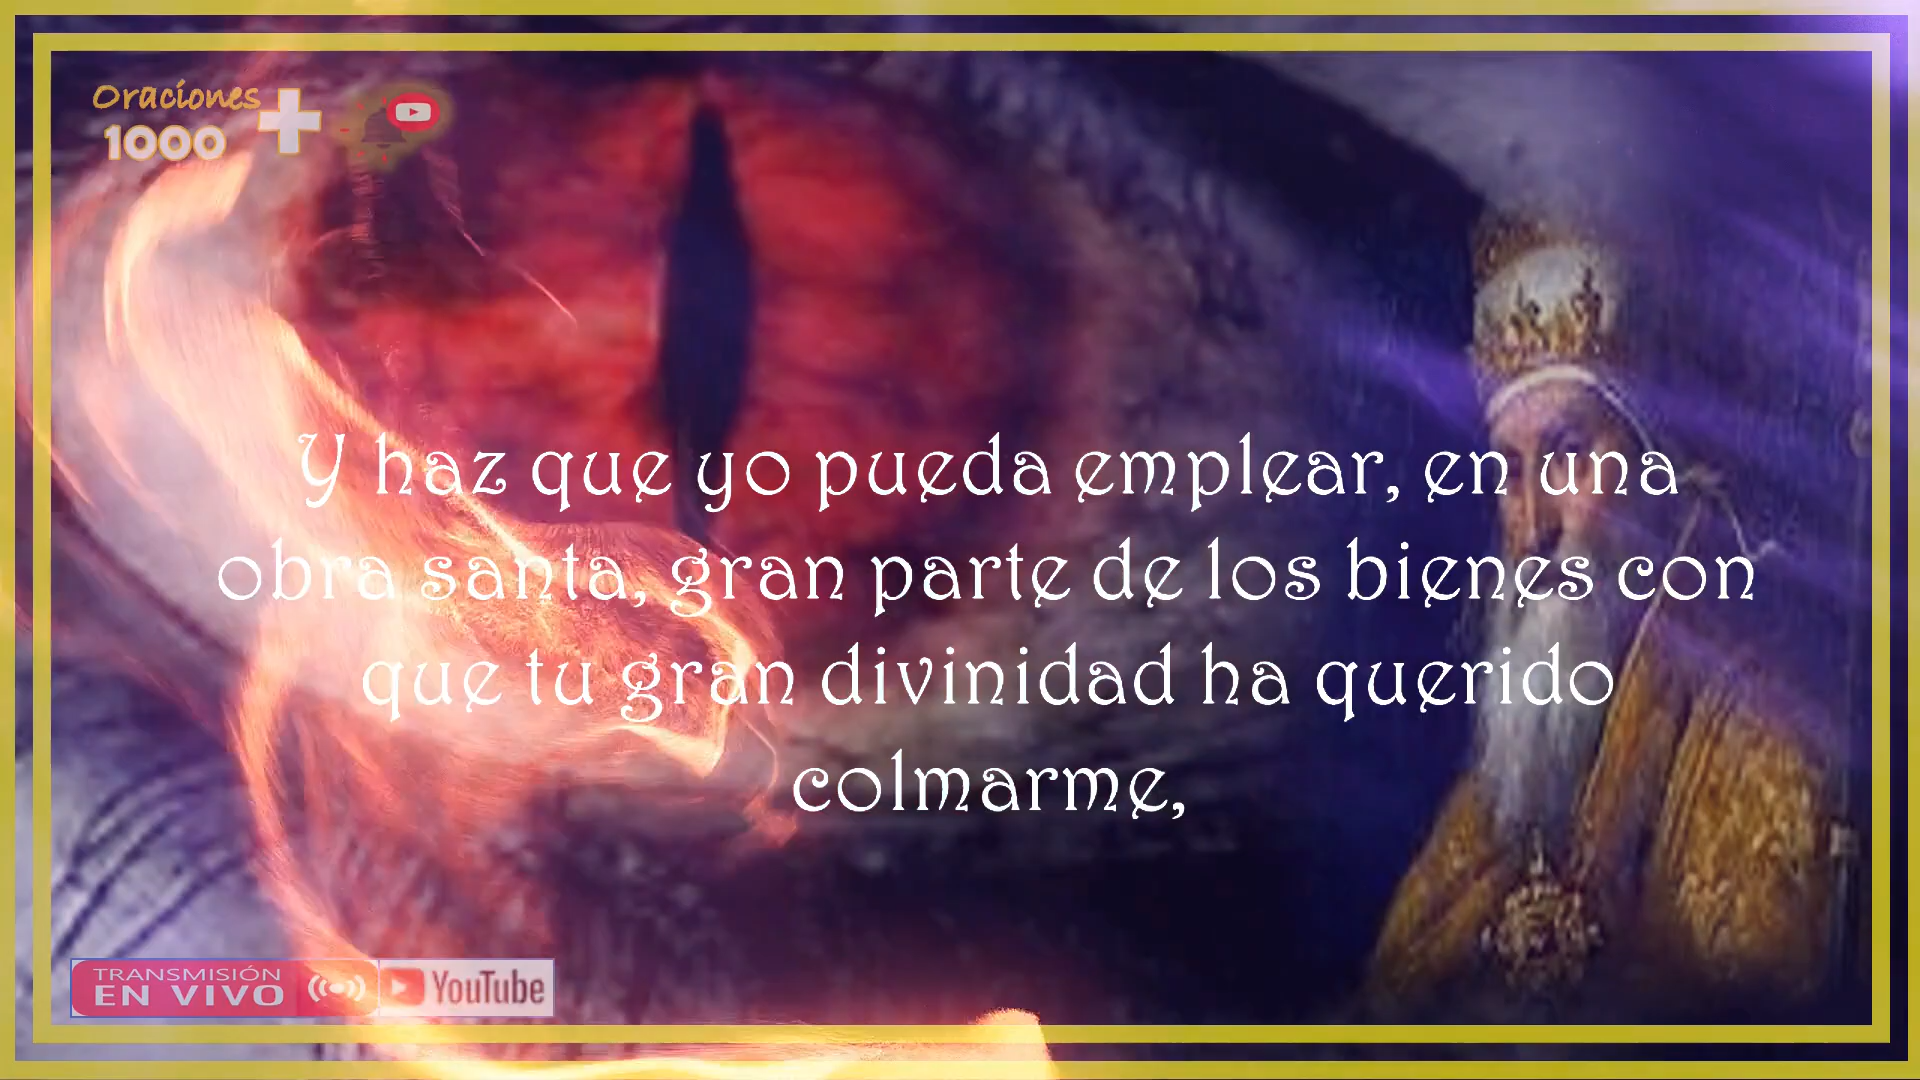 Oraciones
1000
Y haz que yo pueda emplear, en una
obra santa, gran parte de los bienes con
que tu gran divinidad ha querido
colmarme,
TRANSMISIÓN
EN VIVO
YouTube